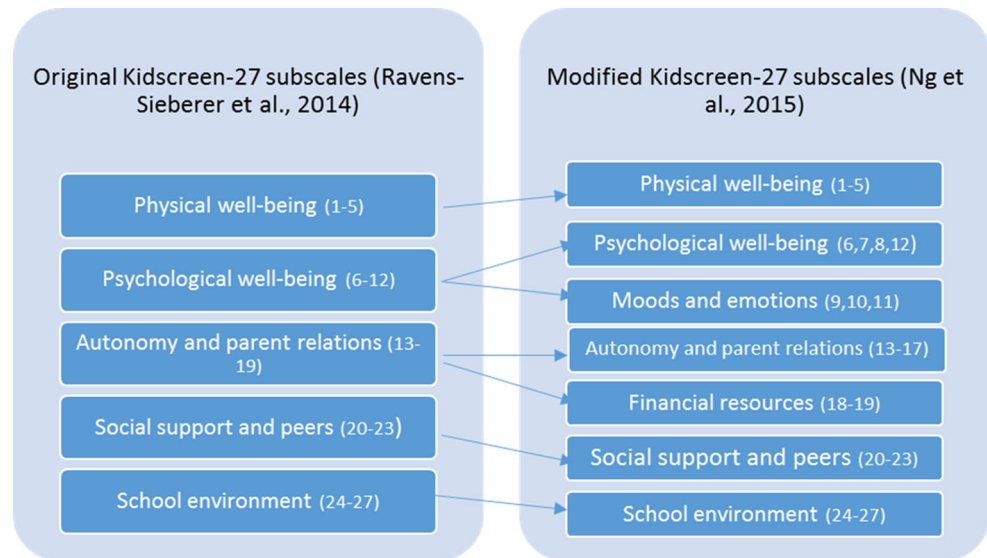 Original Kidscreen-27 subscales (Ravens-
Sieberer et al., 2014)
Physical well-being (1-5)
Psychological well-being (6-12)
Autonomy and parent relations (13-
19)
Social support and peers (20-23)
School environment (24-27)
Modified Kidscreen-27 subscales (Ng et
al., 2015)
Physical well-being (1-5)
Psychological well-being (6,7,8,12)
Moods and emotions (9,10,11)
Autonomy and parent relations (13-17)
Financial resources (18-19)
Social support and peers (20-23)
School environment (24-27)